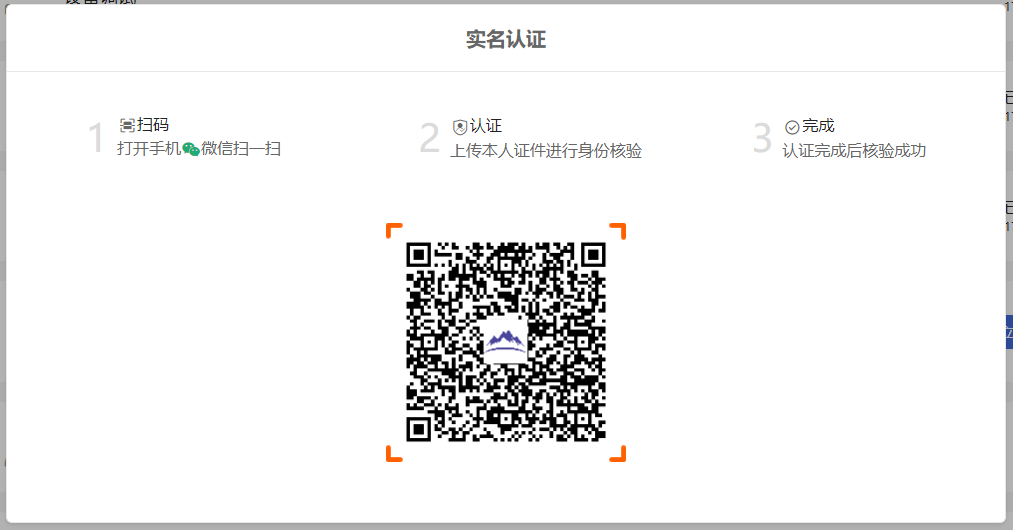 实名认证
1 扫码
打开手机微信扫一扫
2 认证
上传本人证件进行身份核验
3 完成
认证完成后核验成功